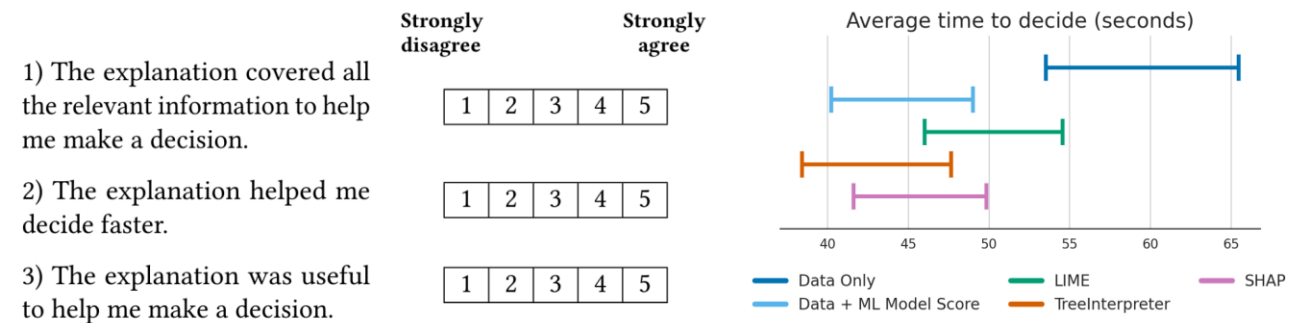 Strongly
disagree
Strongly
agree
1) The explanation covered all
the relevant information to help
me make a decision.
1 2 3 4 5
2) The explanation helped me
decide faster.
1 2 3 4 5
3) The explanation was useful
to help me make a decision.
1 2 3 4 5
Average time to decide (seconds)
40 45 50 55 60 65
Data Only
LIME
SHAP
Data + ML Model Score
TreeInterpreter